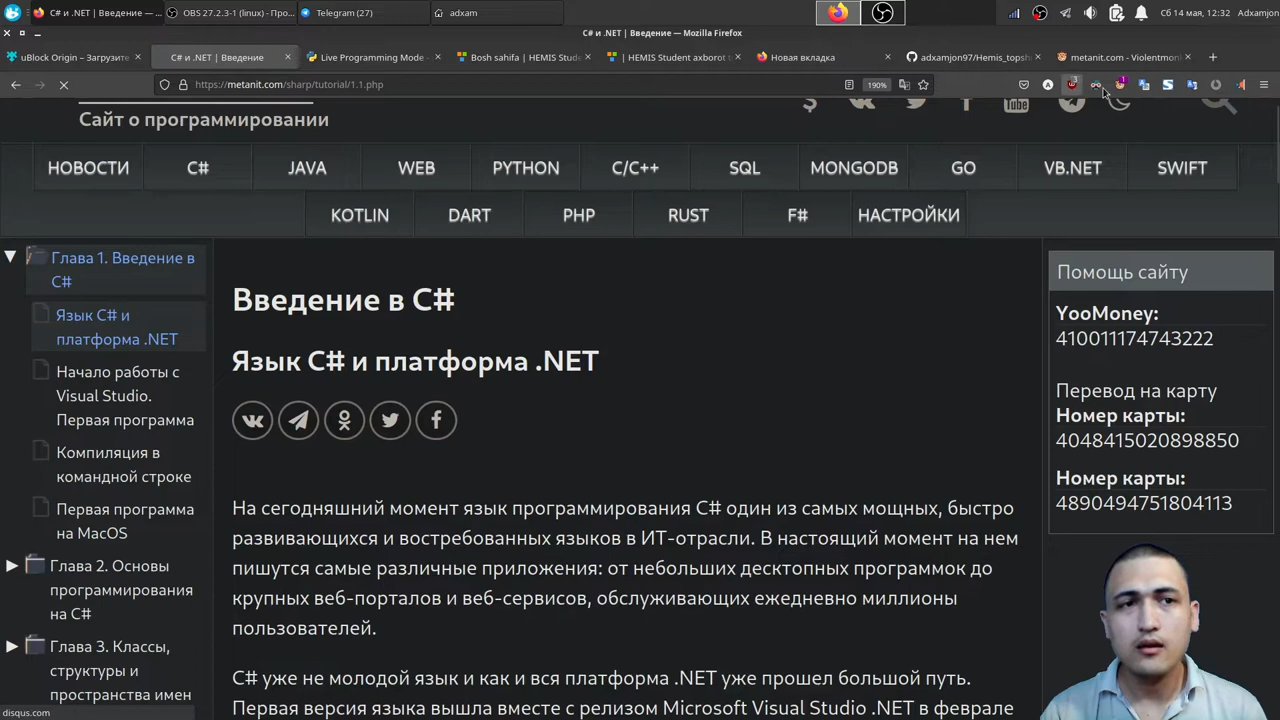 C# и .NET | Введение — ...
OBS 27.2.3-1 (linux) - Про...
Telegram (27)
adxam
Сб 14 мая, 12:32
Adxamjon
C# и .NET | Введение — Mozilla Firefox
uBlock Origin – Загрузите
C# и .NET | Введение
Live Programming Mode -
Bosh sahifa / HEMIS Stude
| HEMIS Student axborot t
Новая вкладка
adxamjon97/Hemis_topsh
metanit.com - Violentmon
https://metanit.com/sharp/tutorial/1.1.php
190%
Сайт о программировании
НОВОСТИ
C#
JAVA
WEB
PYTHON
C/C++
SQL
MONGODB
GO
VB.NET
SWIFT
KOTLIN
DART
PHP
RUST
F#
НАСТРОЙКИ
Глава 1. Введение в
C#
Язык C# и
платформа .NET
Начало работы с
Visual Studio.
Первая программа
Компиляция в
командной строке
Первая программа
на MacOS
Глава 2. Основы
программирования
на C#
Глава 3. Классы,
структуры и
пространства имен
Введение в C#
Язык C# и платформа .NET
На сегодняшний момент язык программирования C# один из самых мощных, быстро
развивающихся и востребованных языков в ИТ-отрасли. В настоящий момент на нем
пишутся самые различные приложения: от небольших десктопных программок до
крупных веб-порталов и веб-сервисов, обслуживающих ежедневно миллионы
пользователей.
C# уже не молодой язык и как и вся платформа .NET уже прошел большой путь.
Первая версия языка вышла вместе с релизом Microsoft Visual Studio .NET в феврале
Помощь сайту
YooMoney:
410011174743222
Перевод на карту
Номер карты:
4048415020898850
Номер карты:
4890494751804113
disqus.com